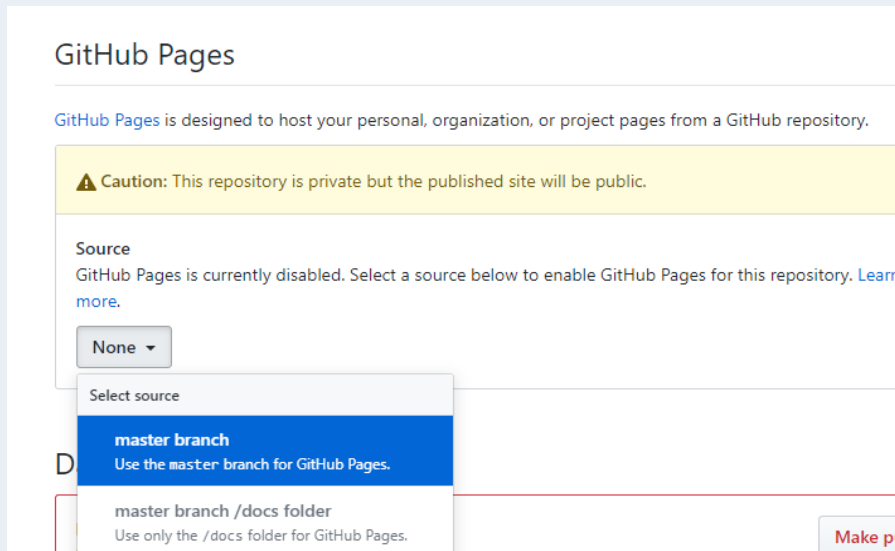 GitHub Pages
GitHub Pages is designed to host your personal, organization, or project pages from a GitHub repository.
Caution: This repository is private but the published site will be public.
Source
GitHub Pages is currently disabled. Select a source below to enable GitHub Pages for this repository. Learn
more.
None
Select source
master branch
Use the master branch for GitHub Pages.
master branch /docs folder
Use only the /docs folder for GitHub Pages.
Make p